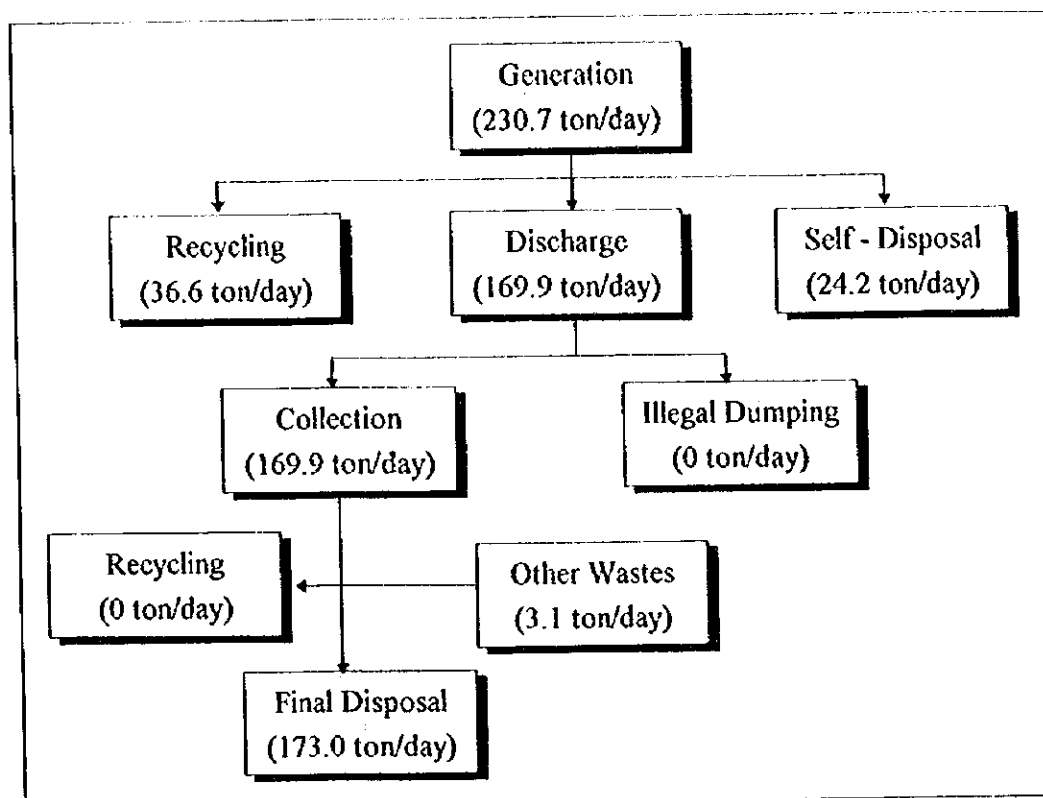 Generation
(230.7 ton/day)
Recycling
(36.6 ton/day)
Discharge
(169.9 ton/day)
Self - Disposal
(24.2 ton/day)
Collection
(169.9 ton/day)
Illegal Dumping
(0 ton/day)
Recycling
(0 ton/day)
Other Wastes
(3.1 ton/day)
Final Disposal
(173.0 ton/day)